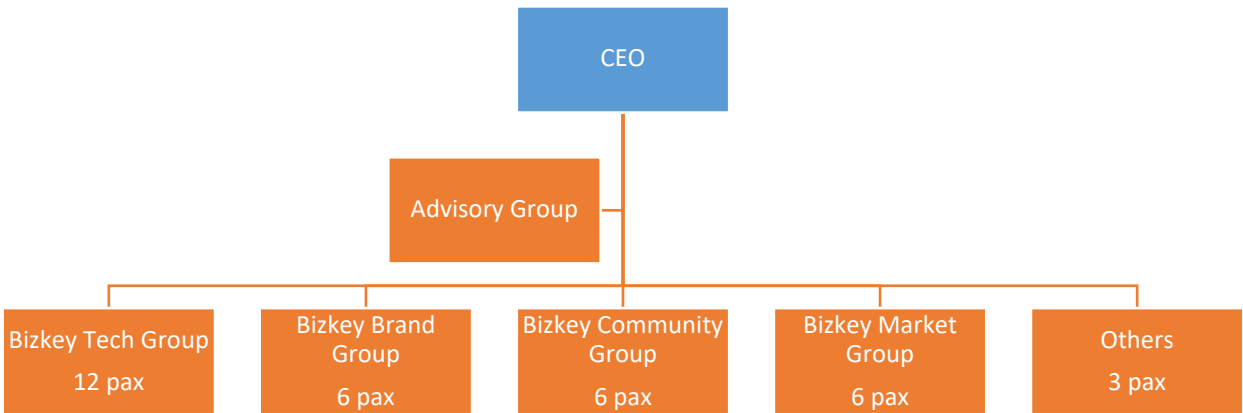 CEO
Advisory Group
Bizkey Tech Group
12 pax
Bizkey Brand
Group
6 pax
Bizkey Community
Group
6 pax
Bizkey Market
Group
6 pax
Others
3 pax